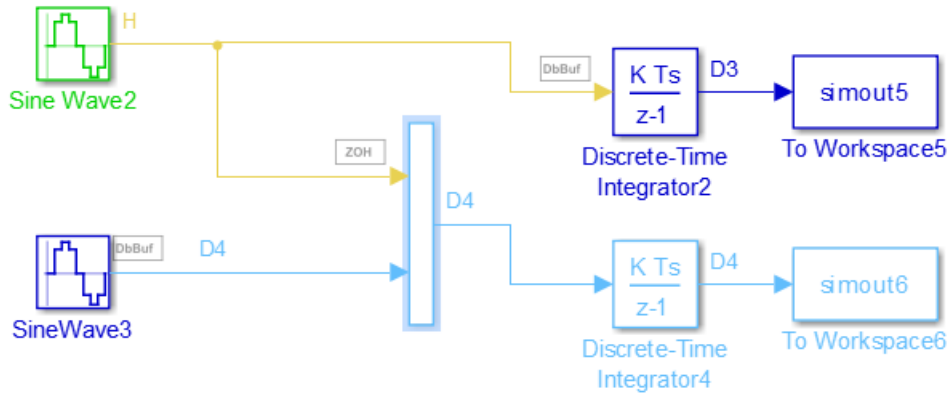 H
Sine Wave2
DbBuf
K Ts
z-1
D3
simout5
Discrete-Time
Integrator2
To Workspace5
ZOH
D4
DbBuf
D4
SineWave3
K Ts
z-1
D4
simout6
Discrete-Time
Integrator4
To Workspace6